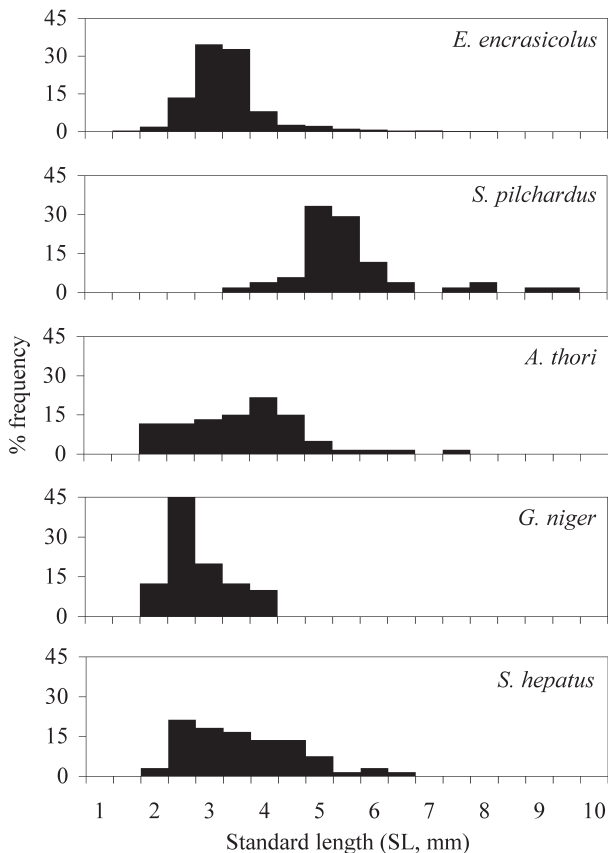 45
E. encrasicolus
30
15
0
45
S. pilchardus
30
15
0
45
A. thori
30
15
0
% frequency
45
G. niger
30
15
0
45
S. hepatus
30
15
0
1 2 3 4 5 6 7 8 9 10
Standard length (SL, mm)